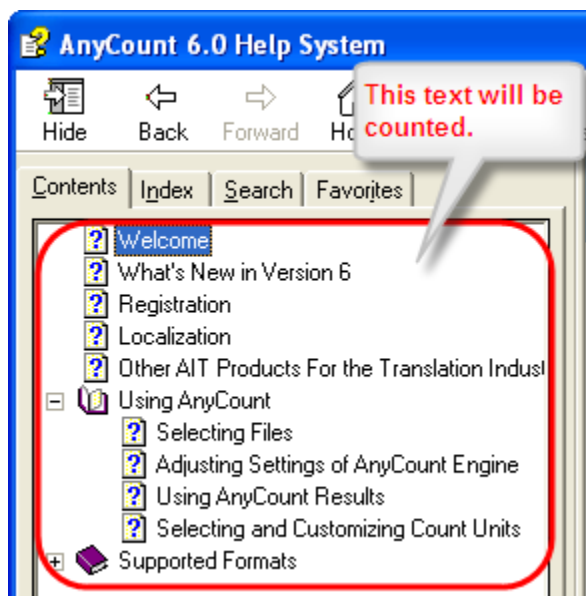 AnyCount 6.0 Help System
This text will be
counted.
Hide Back Forward
Contents Index Search Favorites
Welcome
What's New in Version 6
Registration
Localization
Other AIT Products For the Translation
Using AnyCount
Selecting Files
Adjusting Settings of AnyCount Engine
Using AnyCount Results
Selecting and Customizing Count Units
Supported Formats